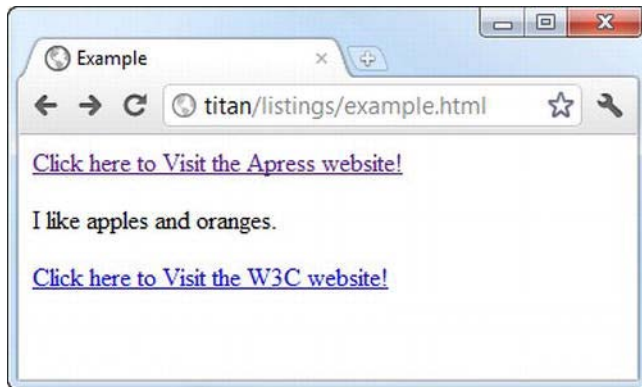 Example
titan/listings/example.html
Click here to Visit the Apress website!
I like apples and oranges.
Click here to Visit the W3C website!